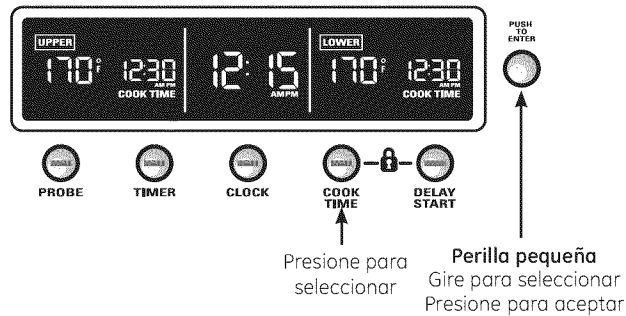 PUSH
TO
ENTER
UPPER
170°F 12:30
AM PM
COOK TIME
12:15
AM PM
LOWER
170°F 12:30
AM PM
COOK TIME
PROBE
TIMER
CLOCK
COOK
TIME
DELAY
START
Presione para
seleccionar
Perilla pequeña
Gire para seleccionar
Presione para aceptar